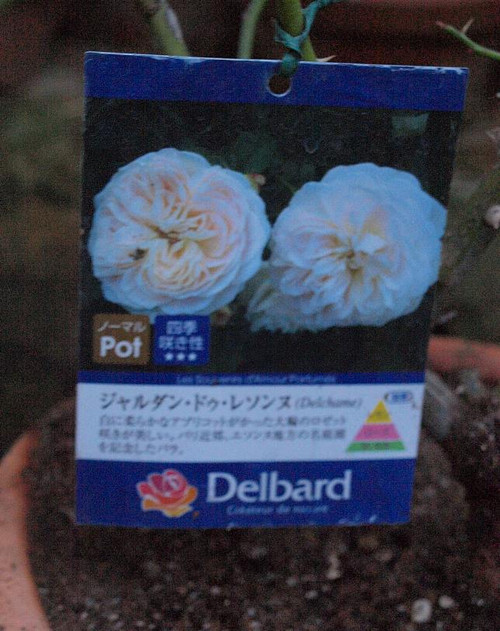 ノーマル
Pot
四季
咲き性
★★★
Les Souvenirs d'Amour Parfumés
ジャルダン・ドゥ・レソンヌ (Delchame)
白に柔らかなアプリコットがかった大輪のロゼット
咲きが美しい。パリ近郊、エソンヌ地方の名庭園
を記念したバラ。
Delbard
Créateur de